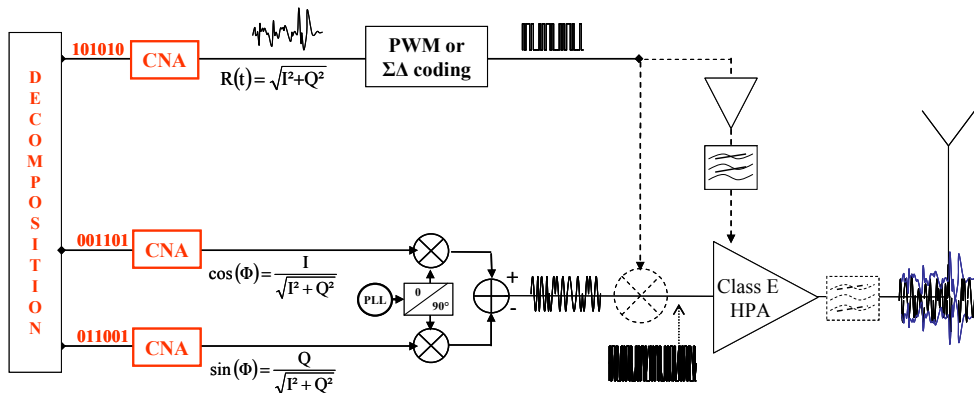 DECOMPOSITION
101010
CNA
R(t) = √I²+Q²
PWM or
ΣΔ coding
001101
CNA
cos(Φ) = I / √I² + Q²
PLL
0
90°
+
-
Class E
HPA
011001
CNA
sin(Φ) = Q / √I² + Q²